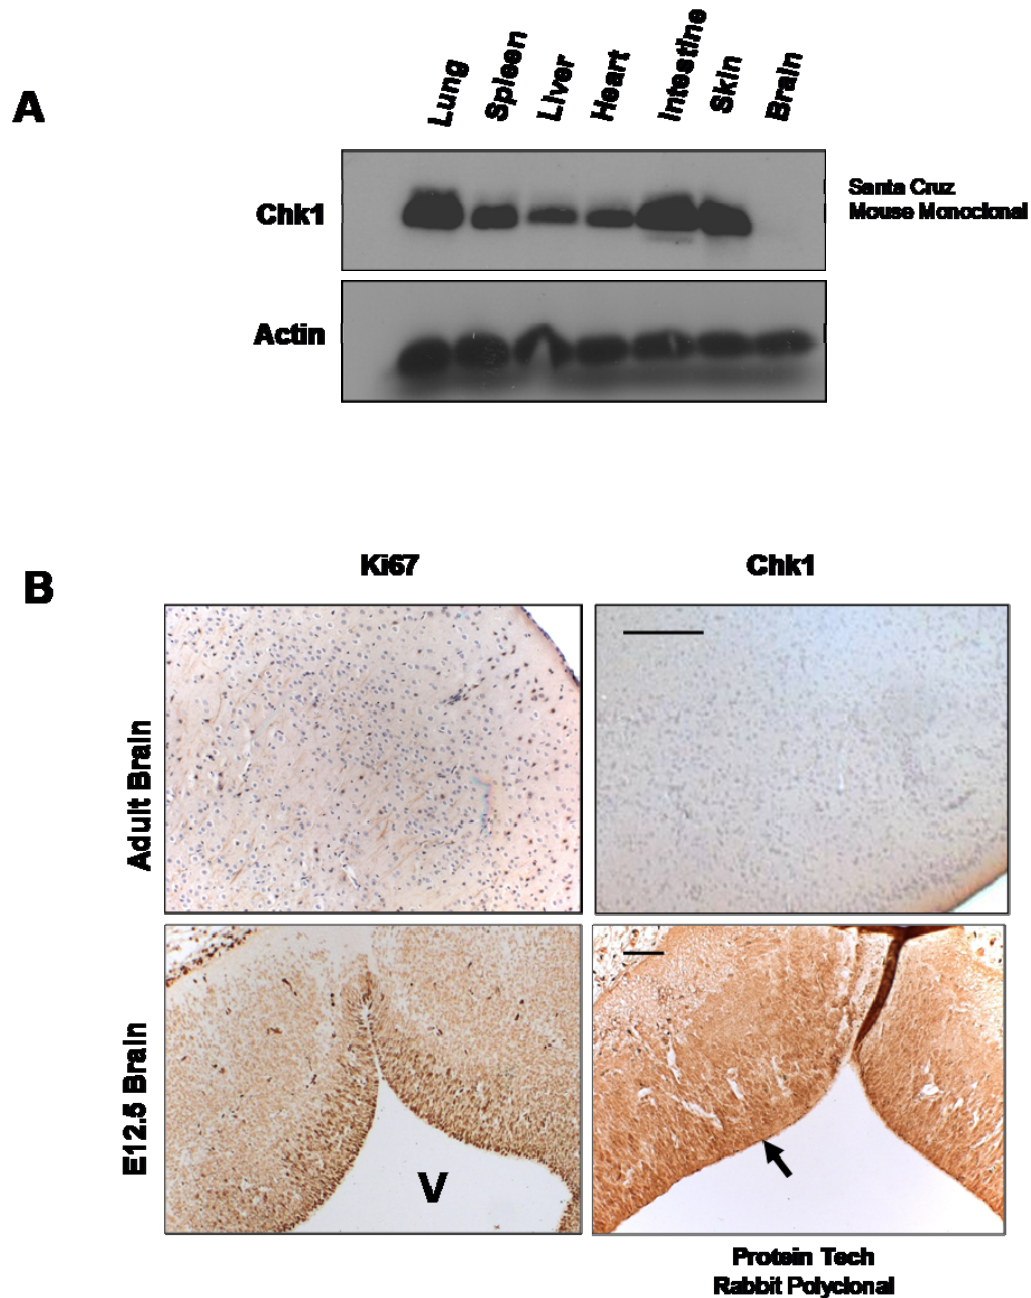 A
Lung
Spleen
Liver
Heart
Intestine
Skin
Brain
Chk1
Santa Cruz
Mouse Monoclonal
Actin
B
Ki67
Chk1
Adult Brain
E12.5 Brain
V
Protein Tech
Rabbit Polyclonal